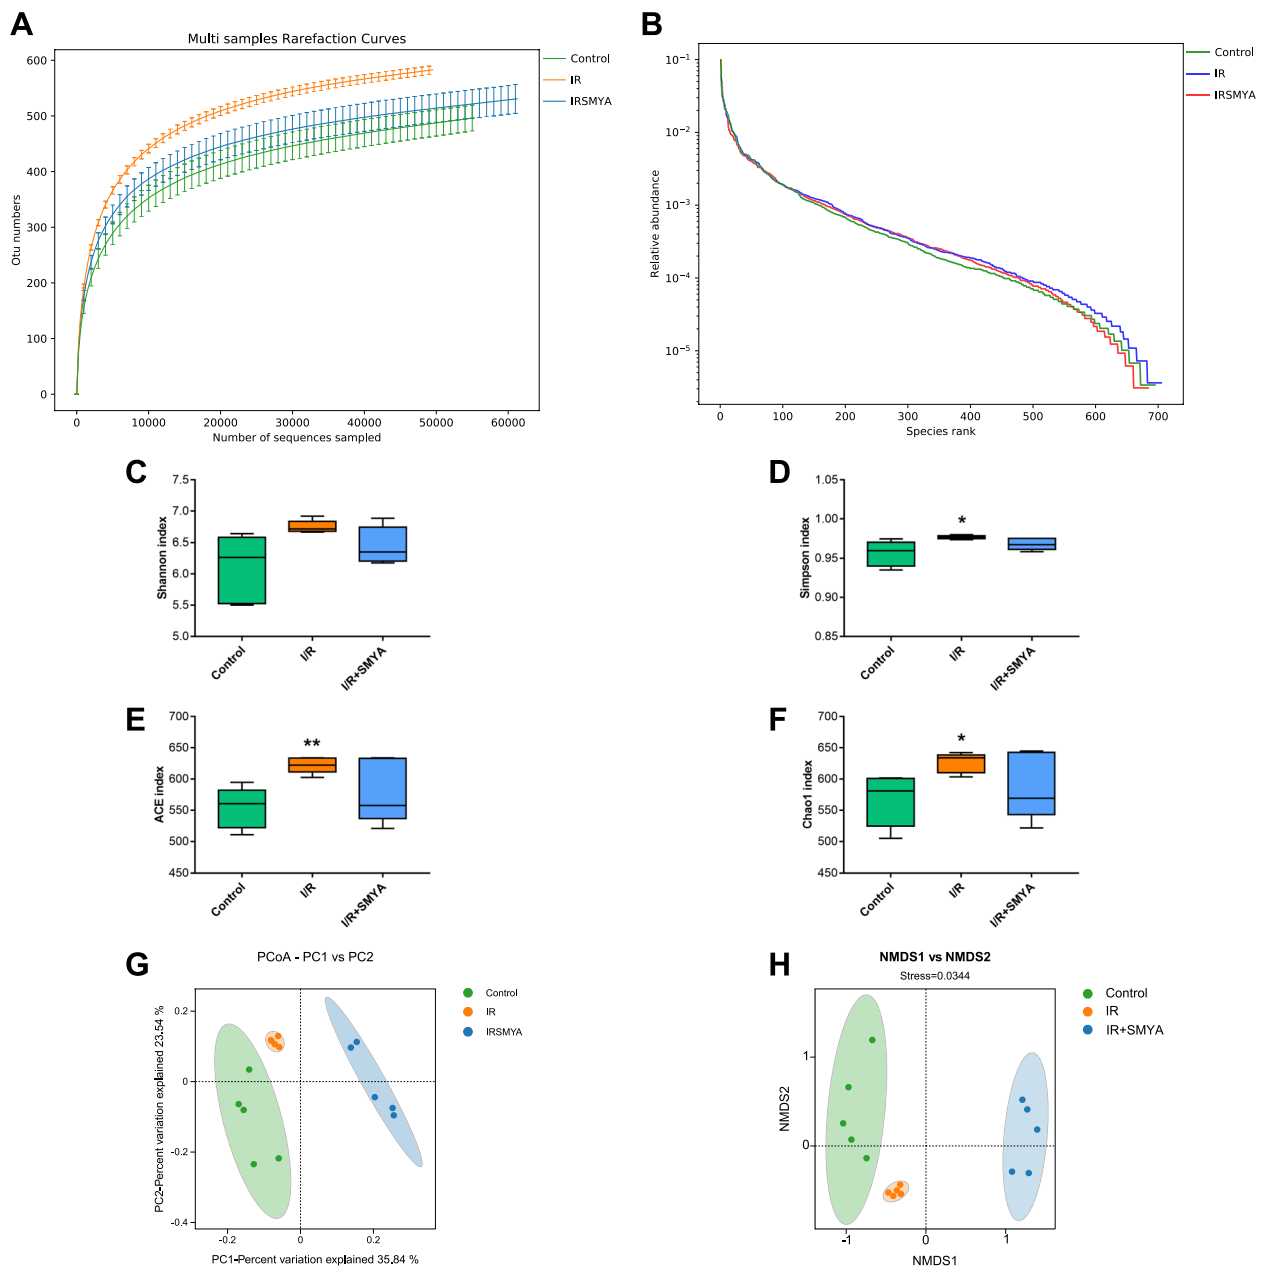 A
Multi samples Rarefaction Curves
Otu numbers
600
500
400
300
200
100
0
0 10000 20000 30000 40000 50000 60000
Number of sequences sampled
Control
IR
IRSMYA
B
Relative abundance
10⁻¹
10⁻²
10⁻³
10⁻⁴
10⁻⁵
0 100 200 300 400 500 600 700
Species rank
Control
IR
IRSMYA
C
Shannon index
7.5
7.0
6.5
6.0
5.5
5.0
Control I/R I/R+SMYA
D
Simpson index
1.05
1.00
0.95
0.90
0.85
*
Control I/R I/R+SMYA
E
ACE index
700
650
600
550
500
450
**
Control I/R I/R+SMYA
F
Chao1 index
700
650
600
550
500
450
*
Control I/R I/R+SMYA
G
PCoA - PC1 vs PC2
PC2-Percent variation explained 23.54 %
0.2
0
-0.2
-0.4
-0.2 0 0.2
PC1-Percent variation explained 35.84 %
Control
IR
IRSMYA
H
NMDS1 vs NMDS2
Stress=0.0344
NMDS2
1
0
-1 0 1
NMDS1
Control
IR
IR+SMYA